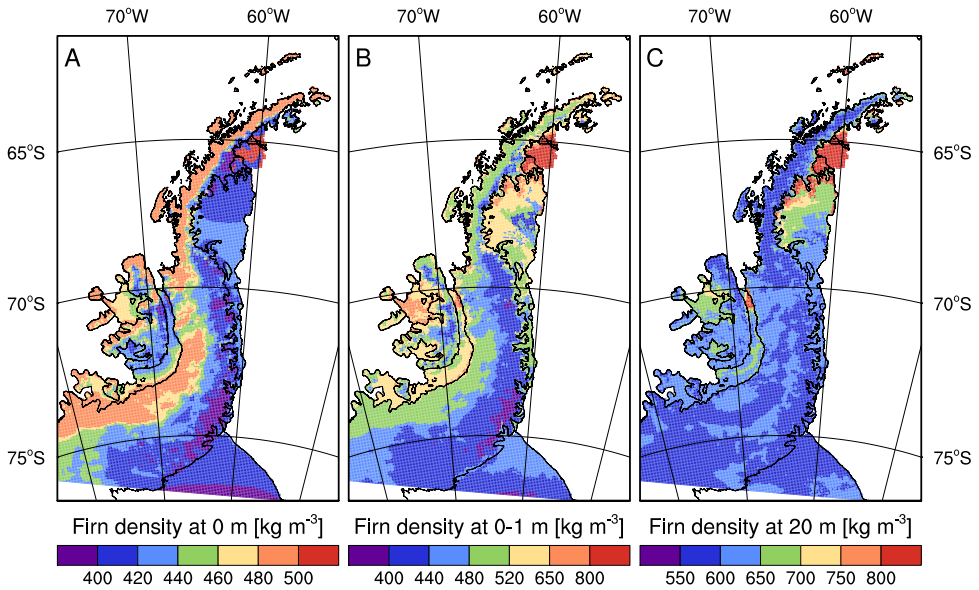 70°W 60°W 70°W 60°W 70°W 60°W
A B C
65°S 65°S
70°S 70°S
75°S 75°S
Firn density at 0 m [kg m⁻³] Firn density at 0-1 m [kg m⁻³] Firn density at 20 m [kg m⁻³]
400 420 440 460 480 500 400 440 480 520 650 800 550 600 650 700 750 800